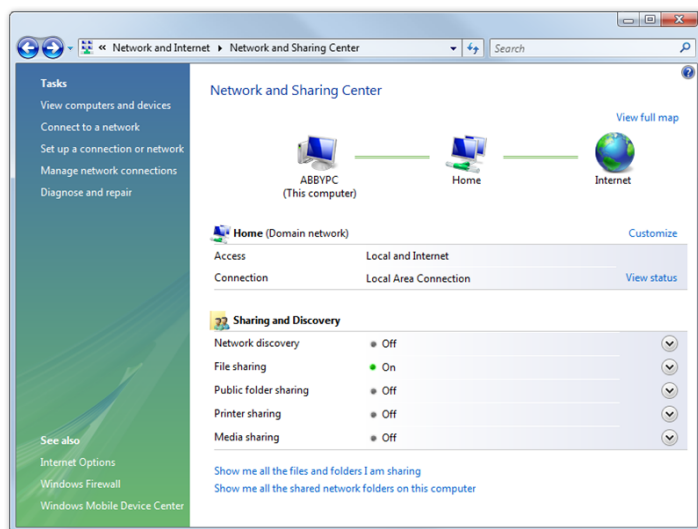 « Network and Internet ▸ Network and Sharing Center
Search
Tasks
View computers and devices
Connect to a network
Set up a connection or network
Manage network connections
Diagnose and repair
Network and Sharing Center
View full map
ABBYPC
(This computer)
Home
Internet
Home (Domain network)
Customize
Access Local and Internet
Connection Local Area Connection View status
Sharing and Discovery
Network discovery Off
File sharing On
Public folder sharing Off
Printer sharing Off
Media sharing Off
Show me all the files and folders I am sharing
Show me all the shared network folders on this computer
See also
Internet Options
Windows Firewall
Windows Mobile Device Center